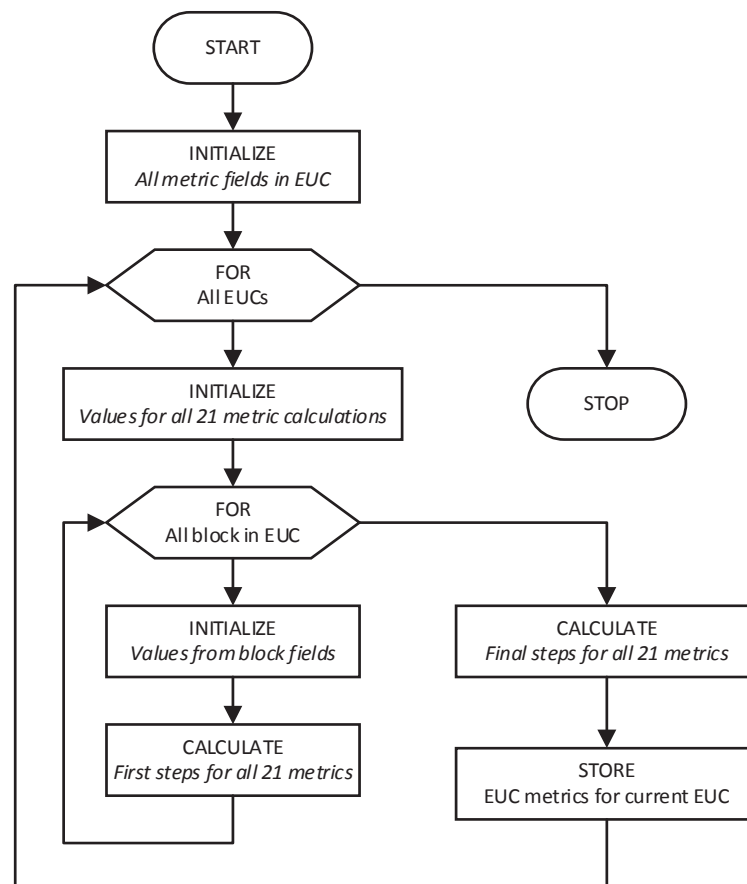 START
INITIALIZE
All metric fields in EUC
FOR
All EUCs
INITIALIZE
Values for all 21 metric calculations
STOP
FOR
All block in EUC
INITIALIZE
Values from block fields
CALCULATE
First steps for all 21 metrics
CALCULATE
Final steps for all 21 metrics
STORE
EUC metrics for current EUC